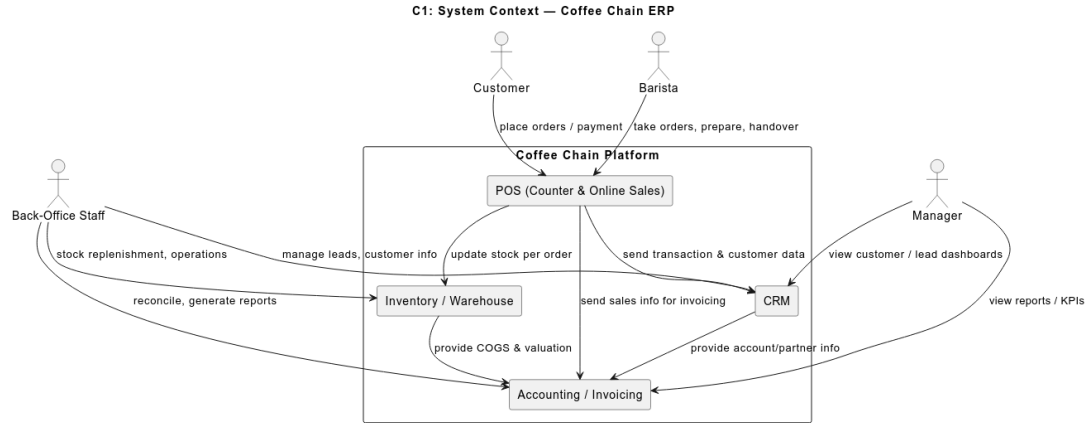 C1: System Context — Coffee Chain ERP
Customer
Barista
place orders / payment
take orders, prepare, handover
Coffee Chain Platform
POS (Counter & Online Sales)
Back-Office Staff
Manager
stock replenishment, operations
manage leads, customer info
update stock per order
send transaction & customer data
view customer / lead dashboards
Inventory / Warehouse
CRM
reconcile, generate reports
send sales info for invoicing
view reports / KPIs
provide COGS & valuation
provide account/partner info
Accounting / Invoicing